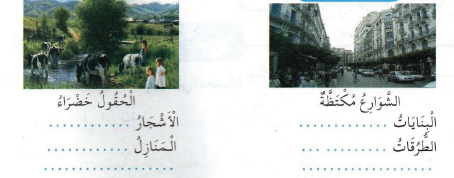 الشَّوَارِعُ مُكْتَظَّةٌ
الْبِنَايَاتُ ............
الطُّرُقَاتُ ......... ...
...................
الْحُقُولُ خَضْرَاءُ
الْأَشْجَارُ ............
الْمَنَازِلُ ............
...................